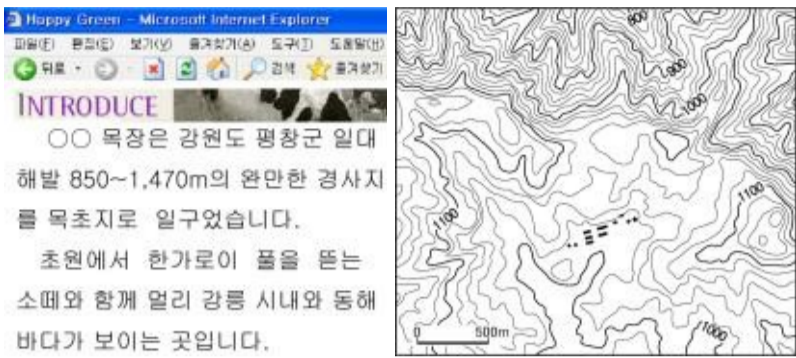 Happy Green - Microsoft Internet Explorer
파일(F) 편집(E) 보기(V) 즐겨찾기(A) 도구(T) 도움말(H)
뒤로 검색 즐겨찾기
INTRODUCE
○○ 목장은 강원도 평창군 일대
해발 850~1,470m의 완만한 경사지
를 목초지로 일구었습니다.
초원에서 한가로이 풀을 뜯는
소떼와 함께 멀리 강릉 시내와 동해
바다가 보이는 곳입니다.
800
900
1000
1100
1100
1000
0 500m